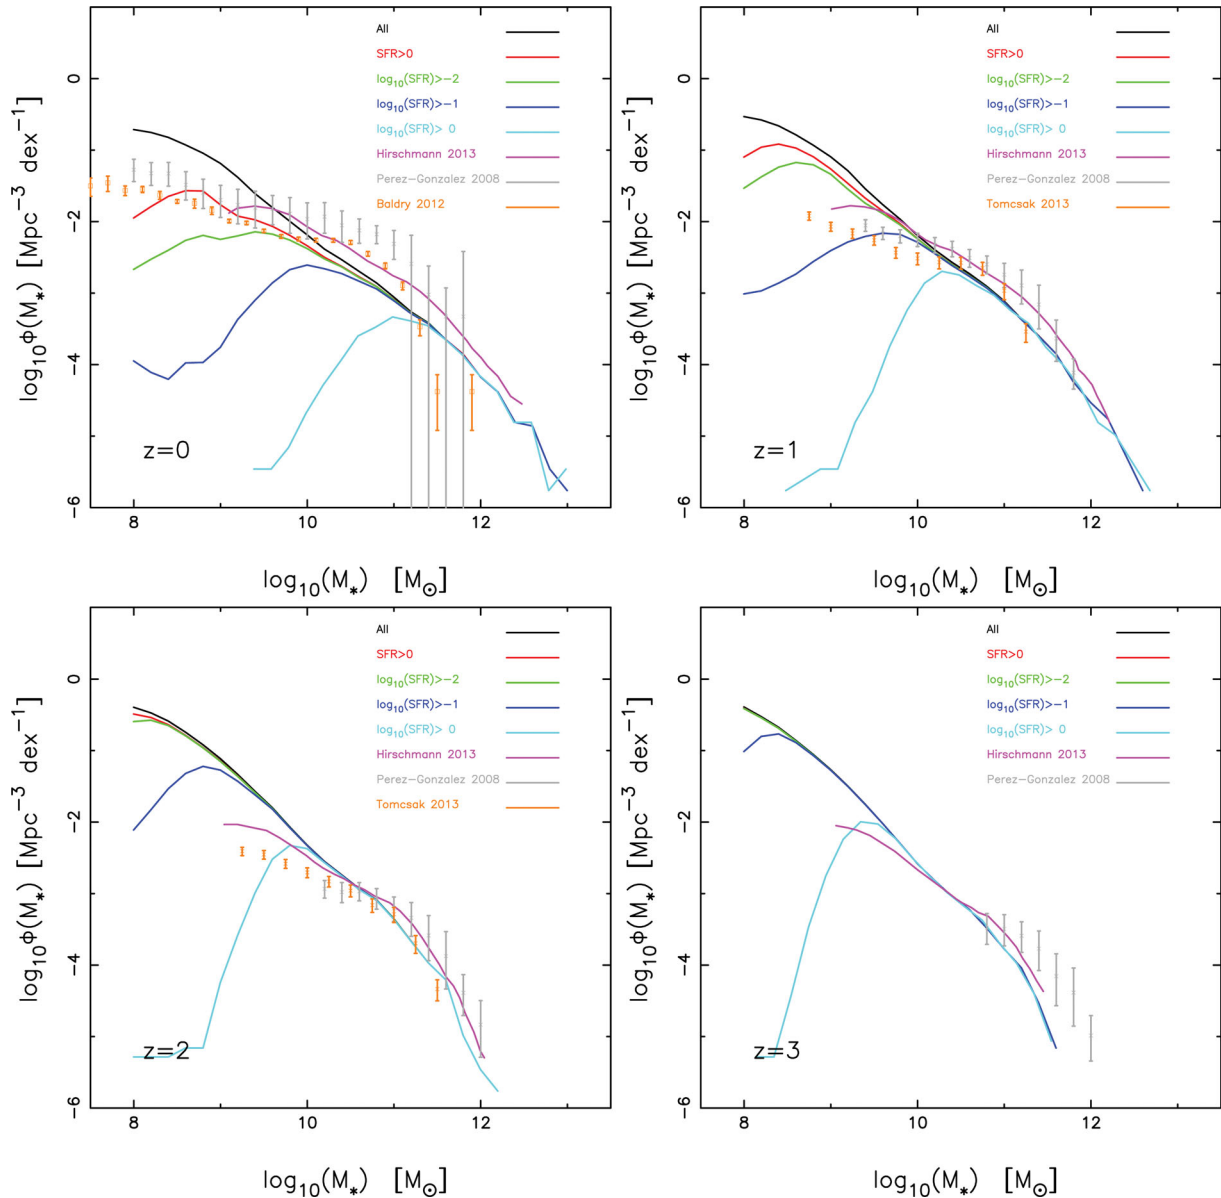 All
SFR>0
log₁₀(SFR)>−2
log₁₀(SFR)>−1
log₁₀(SFR)> 0
Hirschmann 2013
Perez−Gonzalez 2008
Baldry 2012
z=0
0
−2
−4
−6
8
10
12
log₁₀Φ(M*) [Mpc⁻³ dex⁻¹]
log₁₀(M*) [M⊙]
All
SFR>0
log₁₀(SFR)>−2
log₁₀(SFR)>−1
log₁₀(SFR)> 0
Hirschmann 2013
Perez−Gonzalez 2008
Tomcsak 2013
z=1
0
−2
−4
−6
8
10
12
log₁₀Φ(M*) [Mpc⁻³ dex⁻¹]
log₁₀(M*) [M⊙]
All
SFR>0
log₁₀(SFR)>−2
log₁₀(SFR)>−1
log₁₀(SFR)> 0
Hirschmann 2013
Perez−Gonzalez 2008
Tomcsak 2013
z=2
0
−2
−4
−6
8
10
12
log₁₀Φ(M*) [Mpc⁻³ dex⁻¹]
log₁₀(M*) [M⊙]
All
SFR>0
log₁₀(SFR)>−2
log₁₀(SFR)>−1
log₁₀(SFR)> 0
Hirschmann 2013
Perez−Gonzalez 2008
z=3
0
−2
−4
−6
8
10
12
log₁₀Φ(M*) [Mpc⁻³ dex⁻¹]
log₁₀(M*) [M⊙]